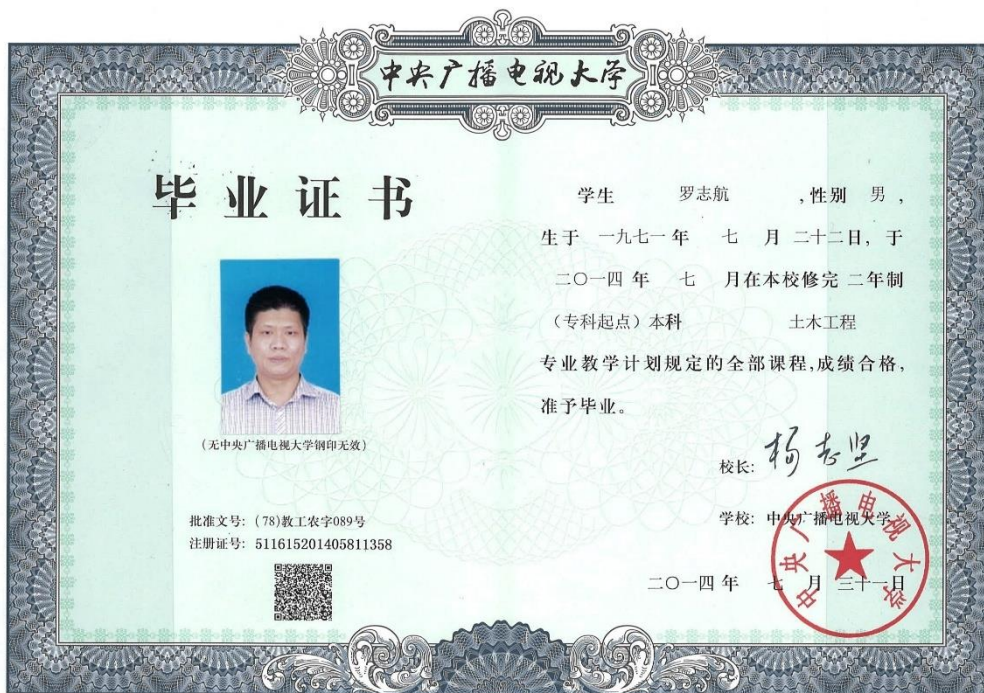 中央广播电视大学
毕业证书
(无中央广播电视大学钢印无效)
批准文号: (78)教工农字089号
注册证号: 511615201405811358
学生 罗志航 ,性别 男 ,
生于 一九七一 年 七 月 二十二日, 于
二〇一四 年 七 月在本校修完 二年制
(专科起点) 本科 土木工程
专业教学计划规定的全部课程,成绩合格,
准予毕业。
校长: 杨志坚
学校: 中央广播电视大学
二〇一四 年 七 月 三十一日
中央广播电视大学